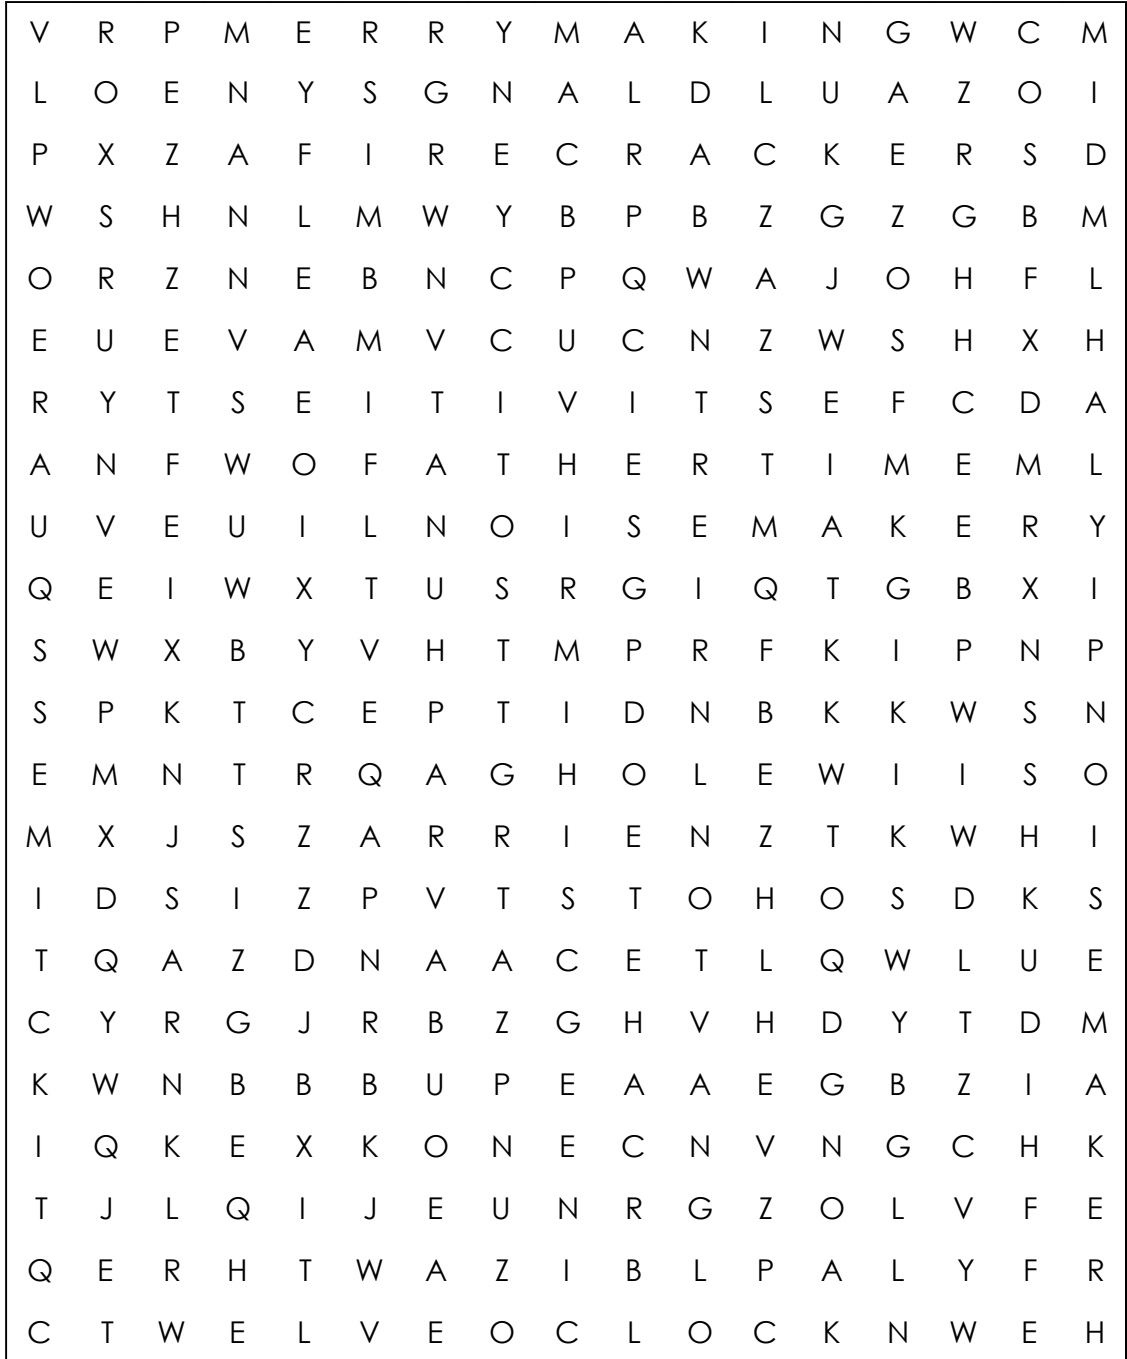 V R P M E R R Y M A K I N G W C M
L O E N Y S G N A L D L U A Z O I
P X Z A F I R E C R A C K E R S D
W S H N L M W Y B P B Z G Z G B M
O R Z N E B N C P Q W A J O H F L
E U E V A M V C U C N Z W S H X H
R Y T S E I T I V I T S E F C D A
A N F W O F A T H E R T I M E M L
U V E U I L N O I S E M A K E R Y
Q E I W X T U S R G I Q T G B X I
S W X B Y V H T M P R F K I P N P
S P K T C E P T I D N B K K W S N
E M N T R Q A G H O L E W I I S O
M X J S Z A R R I E N Z T K W H I
I D S I Z P V T S T O H O S D K S
T Q A Z D N A A C E T L Q W L U E
C Y R G J R B Z G H V H D Y T D M
K W N B B B U P E A A E G B Z I A
I Q K E X K O N E C N V N G C H K
T J L Q I J E U N R G Z O L V F E
Q E R H T W A Z I B L P A L Y F R
C T W E L V E O C L O C K N W E H